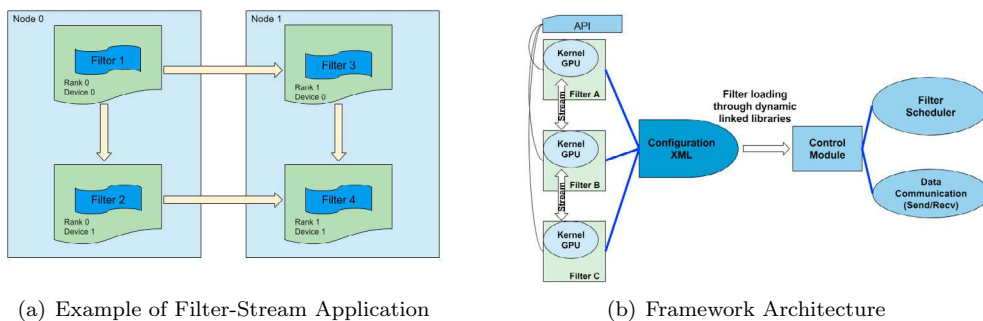 Node 0
Node 1
Filter 1
Rank 0
Device 0
Filter 3
Rank 1
Device 0
Filter 2
Rank 0
Device 1
Filter 4
Rank 1
Device 1
(a) Example of Filter-Stream Application
API
Kernel
GPU
Filter A
Stream
Kernel
GPU
Filter B
Stream
Kernel
GPU
Filter C
Configuration
XML
Filter loading
through dynamic
linked libraries
Control
Module
Filter
Scheduler
Data
Communication
(Send/Recv)
(b) Framework Architecture